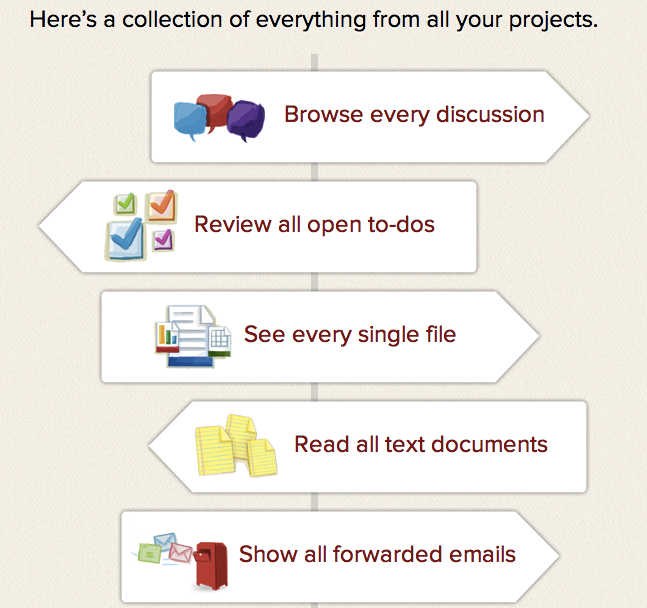 Here’s a collection of everything from all your projects.
Browse every discussion
Review all open to-dos
See every single file
Read all text documents
Show all forwarded emails